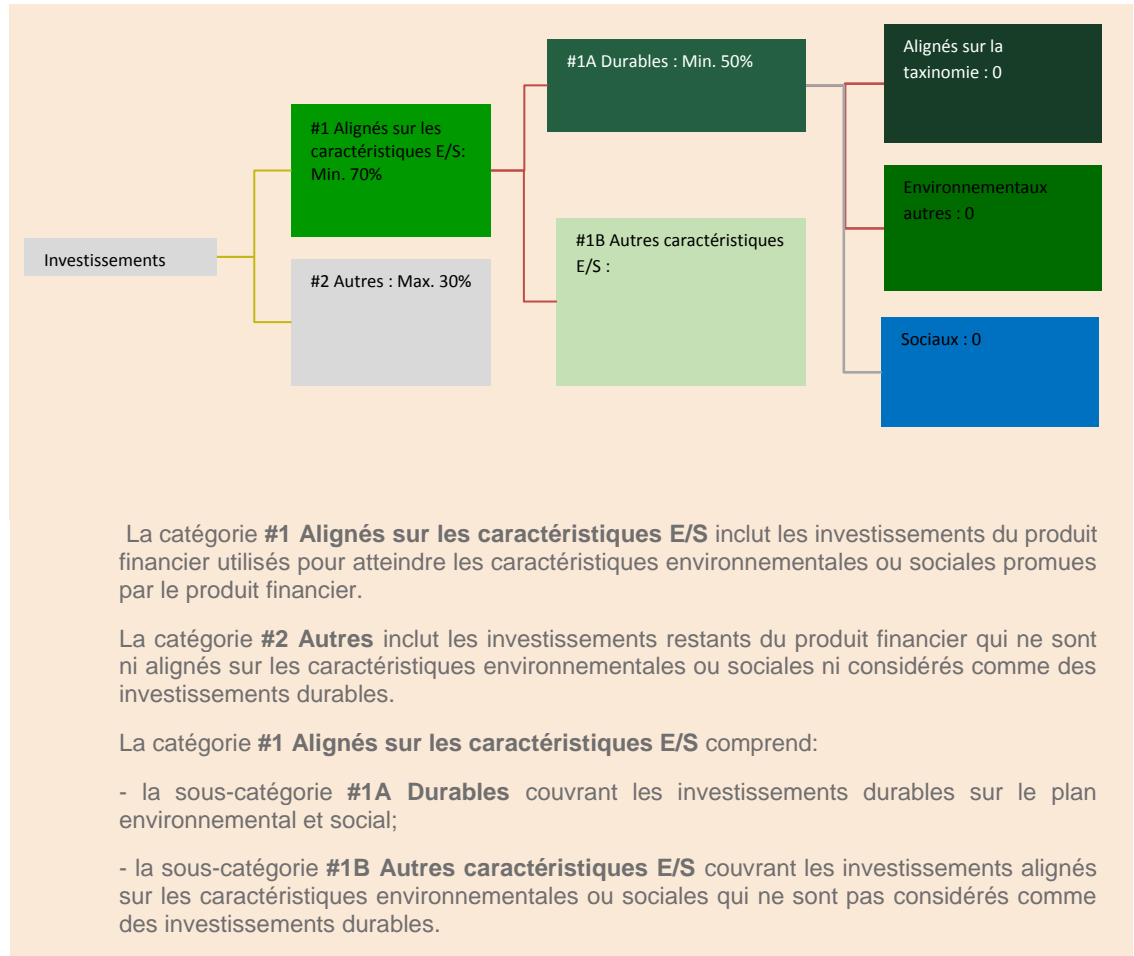 Investissements
#1 Alignés sur les
caractéristiques E/S:
Min. 70%
#2 Autres : Max. 30%
#1A Durables : Min. 50%
#1B Autres caractéristiques
E/S :
Alignés sur la
taxinomie : 0
Environnementaux
autres : 0
Sociaux : 0
La catégorie #1 Alignés sur les caractéristiques E/S inclut les investissements du produit
financier utilisés pour atteindre les caractéristiques environnementales ou sociales promues
par le produit financier.
La catégorie #2 Autres inclut les investissements restants du produit financier qui ne sont
ni alignés sur les caractéristiques environnementales ou sociales ni considérés comme des
investissements durables.
La catégorie #1 Alignés sur les caractéristiques E/S comprend:
- la sous-catégorie #1A Durables couvrant les investissements durables sur le plan
environnemental et social;
- la sous-catégorie #1B Autres caractéristiques E/S couvrant les investissements alignés
sur les caractéristiques environnementales ou sociales qui ne sont pas considérés comme
des investissements durables.